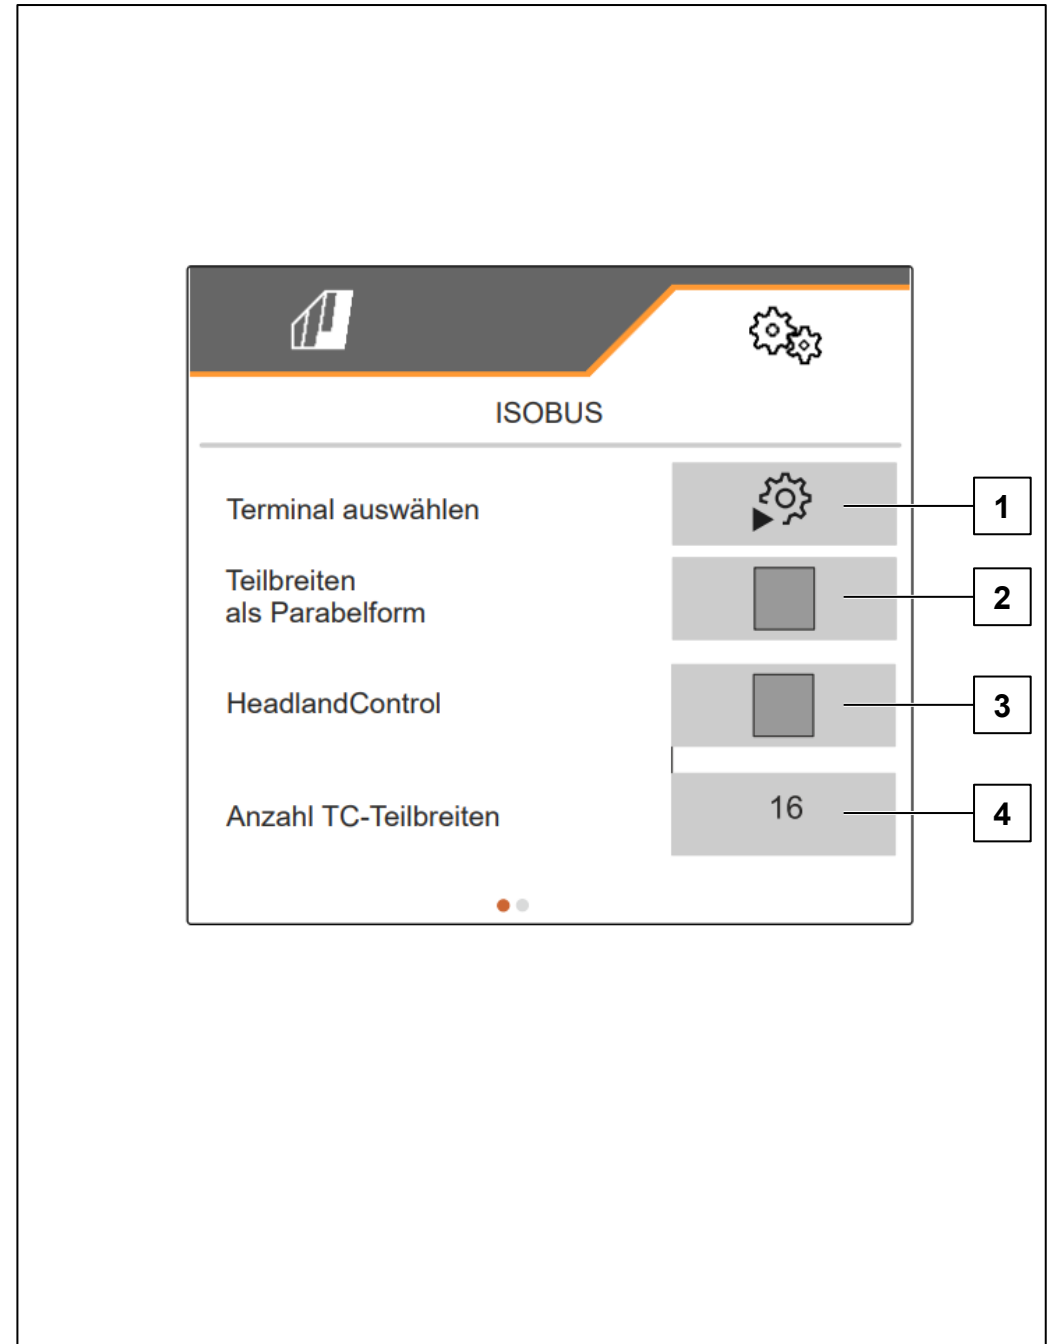 ISOBUS
Terminal auswählen
1
Teilbreiten
als Parabelform
2
HeadlandControl
3
Anzahl TC-Teilbreiten
16
4